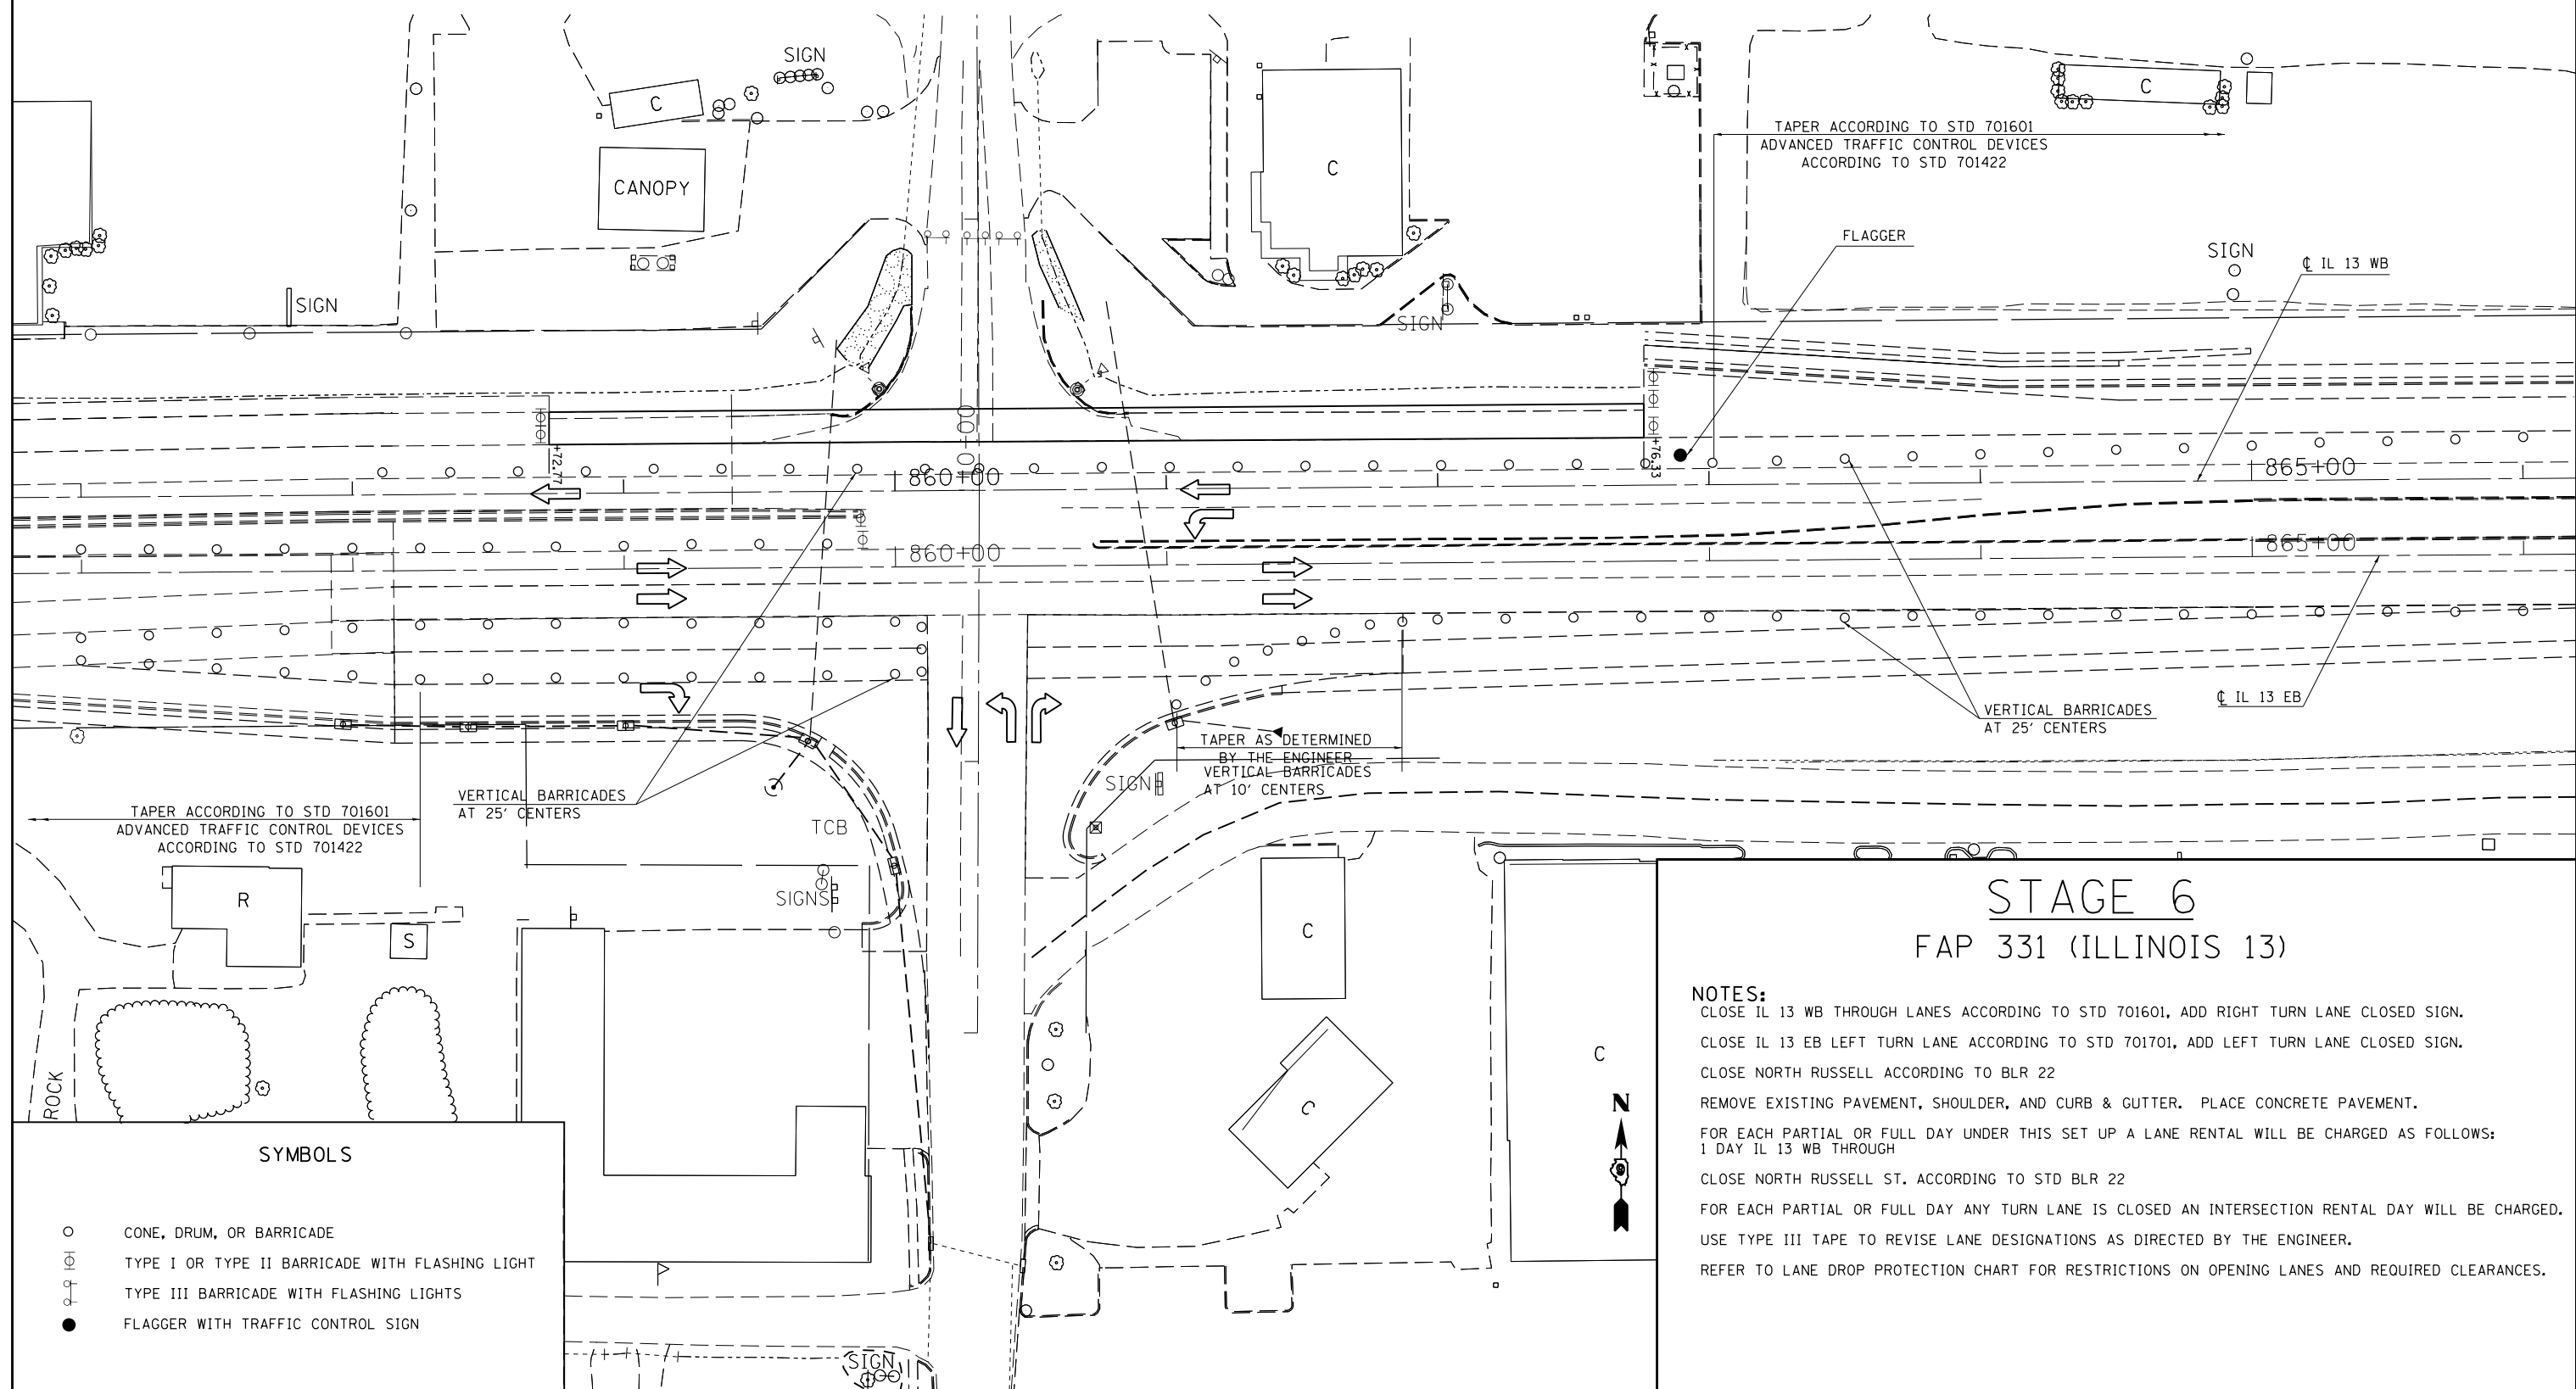 SIGN
C
C
TAPER ACCORDING TO STD 701601
ADVANCED TRAFFIC CONTROL DEVICES
ACCORDING TO STD 701422
C
CANOPY
FLAGGER
SIGN
℄ IL 13 WB
SIGN
SIGN
0+00
+72.77
+76.33
860+00
865+00
860+00
865+00
℄ IL 13 EB
VERTICAL BARRICADES
AT 25' CENTERS
TAPER AS DETERMINED
BY THE ENGINEER
VERTICAL BARRICADES
AT 10' CENTERS
SIGN
VERTICAL BARRICADES
AT 25' CENTERS
TAPER ACCORDING TO STD 701601
ADVANCED TRAFFIC CONTROL DEVICES
ACCORDING TO STD 701422
TCB
R
S
SIGNS
C
C
C
ROCK
SIGN
STAGE 6
FAP 331 (ILLINOIS 13)
NOTES:
CLOSE IL 13 WB THROUGH LANES ACCORDING TO STD 701601, ADD RIGHT TURN LANE CLOSED SIGN.
CLOSE IL 13 EB LEFT TURN LANE ACCORDING TO STD 701701, ADD LEFT TURN LANE CLOSED SIGN.
CLOSE NORTH RUSSELL ACCORDING TO BLR 22
REMOVE EXISTING PAVEMENT, SHOULDER, AND CURB & GUTTER. PLACE CONCRETE PAVEMENT.
FOR EACH PARTIAL OR FULL DAY UNDER THIS SET UP A LANE RENTAL WILL BE CHARGED AS FOLLOWS:
1 DAY IL 13 WB THROUGH
CLOSE NORTH RUSSELL ST. ACCORDING TO STD BLR 22
FOR EACH PARTIAL OR FULL DAY ANY TURN LANE IS CLOSED AN INTERSECTION RENTAL DAY WILL BE CHARGED.
USE TYPE III TAPE TO REVISE LANE DESIGNATIONS AS DIRECTED BY THE ENGINEER.
REFER TO LANE DROP PROTECTION CHART FOR RESTRICTIONS ON OPENING LANES AND REQUIRED CLEARANCES.
N
SYMBOLS
CONE, DRUM, OR BARRICADE
TYPE I OR TYPE II BARRICADE WITH FLASHING LIGHT
TYPE III BARRICADE WITH FLASHING LIGHTS
FLAGGER WITH TRAFFIC CONTROL SIGN